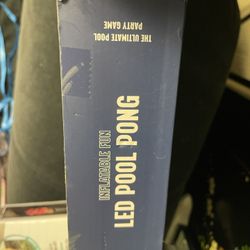 THE ULTIMATE POOL
PARTY GAME
INFLATABLE FUN
LED POOL PONG